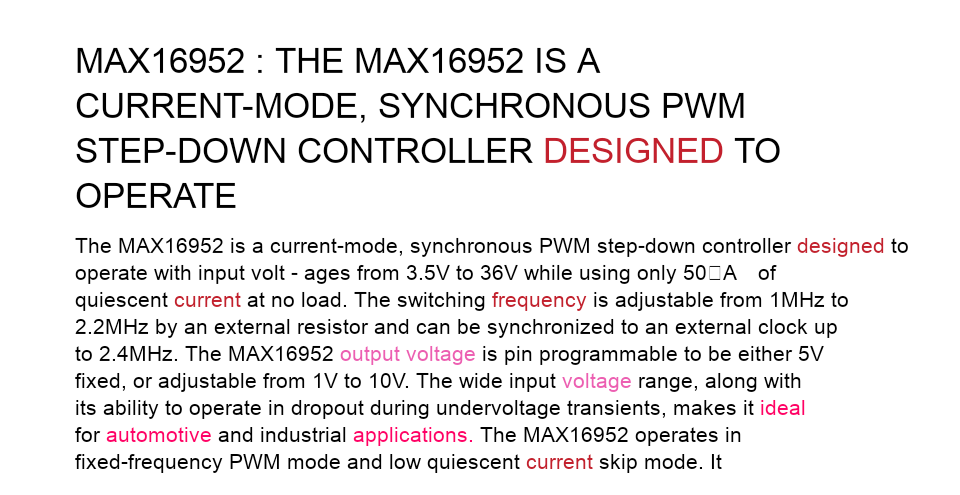 MAX16952 : THE MAX16952 IS A
CURRENT-MODE, SYNCHRONOUS PWM
STEP-DOWN CONTROLLER DESIGNED TO
OPERATE
The MAX16952 is a current-mode, synchronous PWM step-down controller designed to
operate with input volt - ages from 3.5V to 36V while using only 50□A of
quiescent current at no load. The switching frequency is adjustable from 1MHz to
2.2MHz by an external resistor and can be synchronized to an external clock up
to 2.4MHz. The MAX16952 output voltage is pin programmable to be either 5V
fixed, or adjustable from 1V to 10V. The wide input voltage range, along with
its ability to operate in dropout during undervoltage transients, makes it ideal
for automotive and industrial applications. The MAX16952 operates in
fixed-frequency PWM mode and low quiescent current skip mode. It